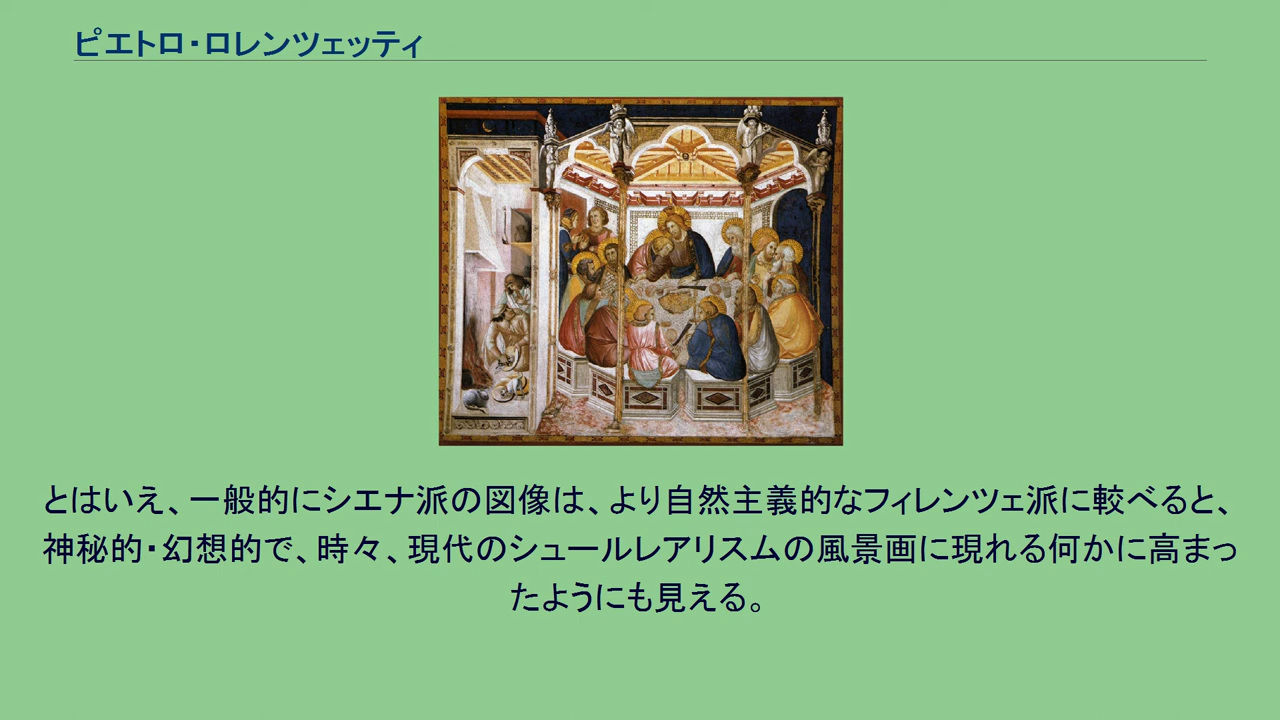 ピエトロ・ロレンツェッティ
とはいえ、一般的にシエナ派の図像は、より自然主義的なフィレンツェ派に較べると、
神秘的・幻想的で、時々、現代のシュールレアリスムの風景画に現れる何かに高まっ
たようにも見える。